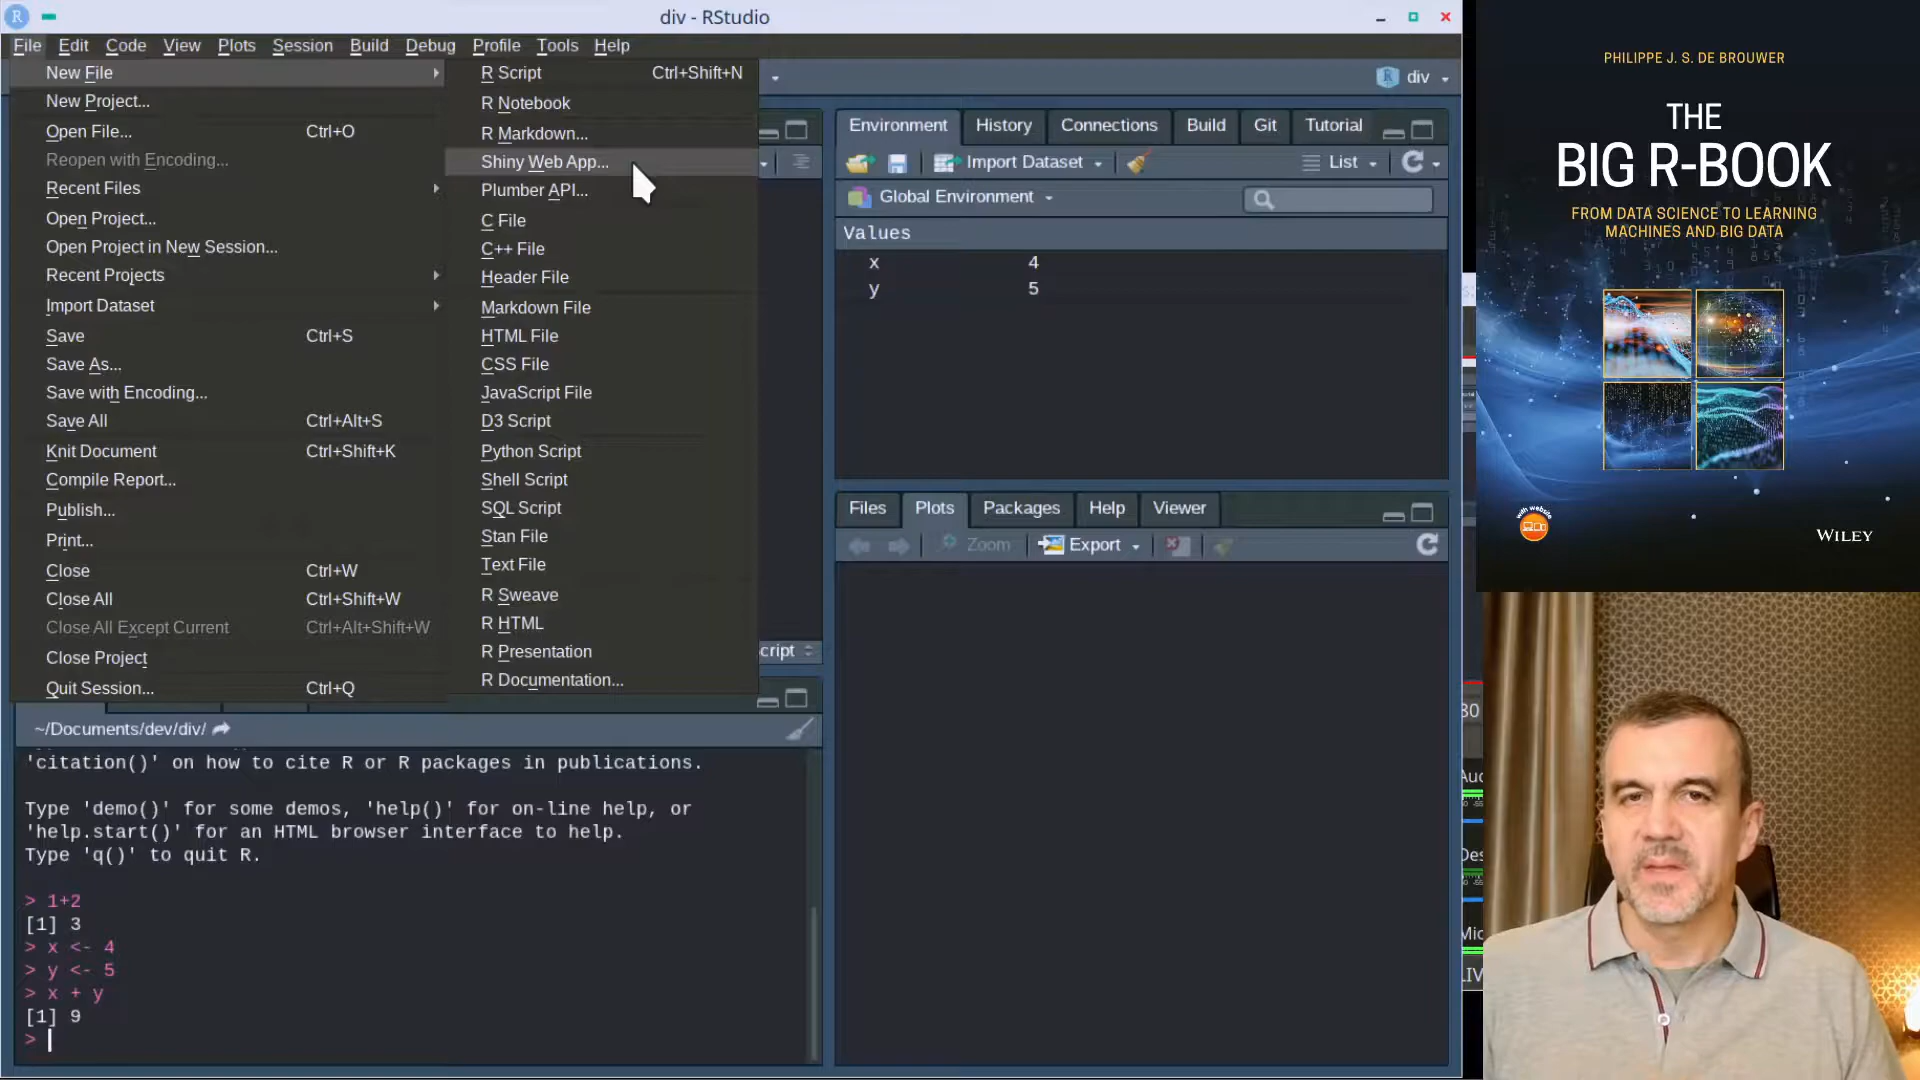 div - RStudio
File Edit Code View Plots Session Build Debug Profile Tools Help
New File
New Project...
Open File... Ctrl+O
Reopen with Encoding...
Recent Files
Open Project...
Open Project in New Session...
Recent Projects
Import Dataset
Save Ctrl+S
Save As...
Save with Encoding...
Save All Ctrl+Alt+S
Knit Document Ctrl+Shift+K
Compile Report...
Publish...
Print...
Close Ctrl+W
Close All Ctrl+Shift+W
Close All Except Current Ctrl+Alt+Shift+W
Close Project
Quit Session... Ctrl+Q
R Script Ctrl+Shift+N
R Notebook
R Markdown...
Shiny Web App...
Plumber API...
C File
C++ File
Header File
Markdown File
HTML File
CSS File
JavaScript File
D3 Script
Python Script
Shell Script
SQL Script
Stan File
Text File
R Sweave
R HTML
R Presentation
R Documentation...
cript
div
Environment History Connections Build Git Tutorial
Import Dataset List
Global Environment
Values
x 4
y 5
Files Plots Packages Help Viewer
Zoom Export
~/Documents/dev/div/
'citation()' on how to cite R or R packages in publications.
Type 'demo()' for some demos, 'help()' for on-line help, or
'help.start()' for an HTML browser interface to help.
Type 'q()' to quit R.
> 1+2
[1] 3
> x <- 4
> y <- 5
> x + y
[1] 9
>
PHILIPPE J. S. DE BROUWER
THE
BIG R-BOOK
FROM DATA SCIENCE TO LEARNING
MACHINES AND BIG DATA
with website
WILEY
30
Aud
Des
Mic
LIV